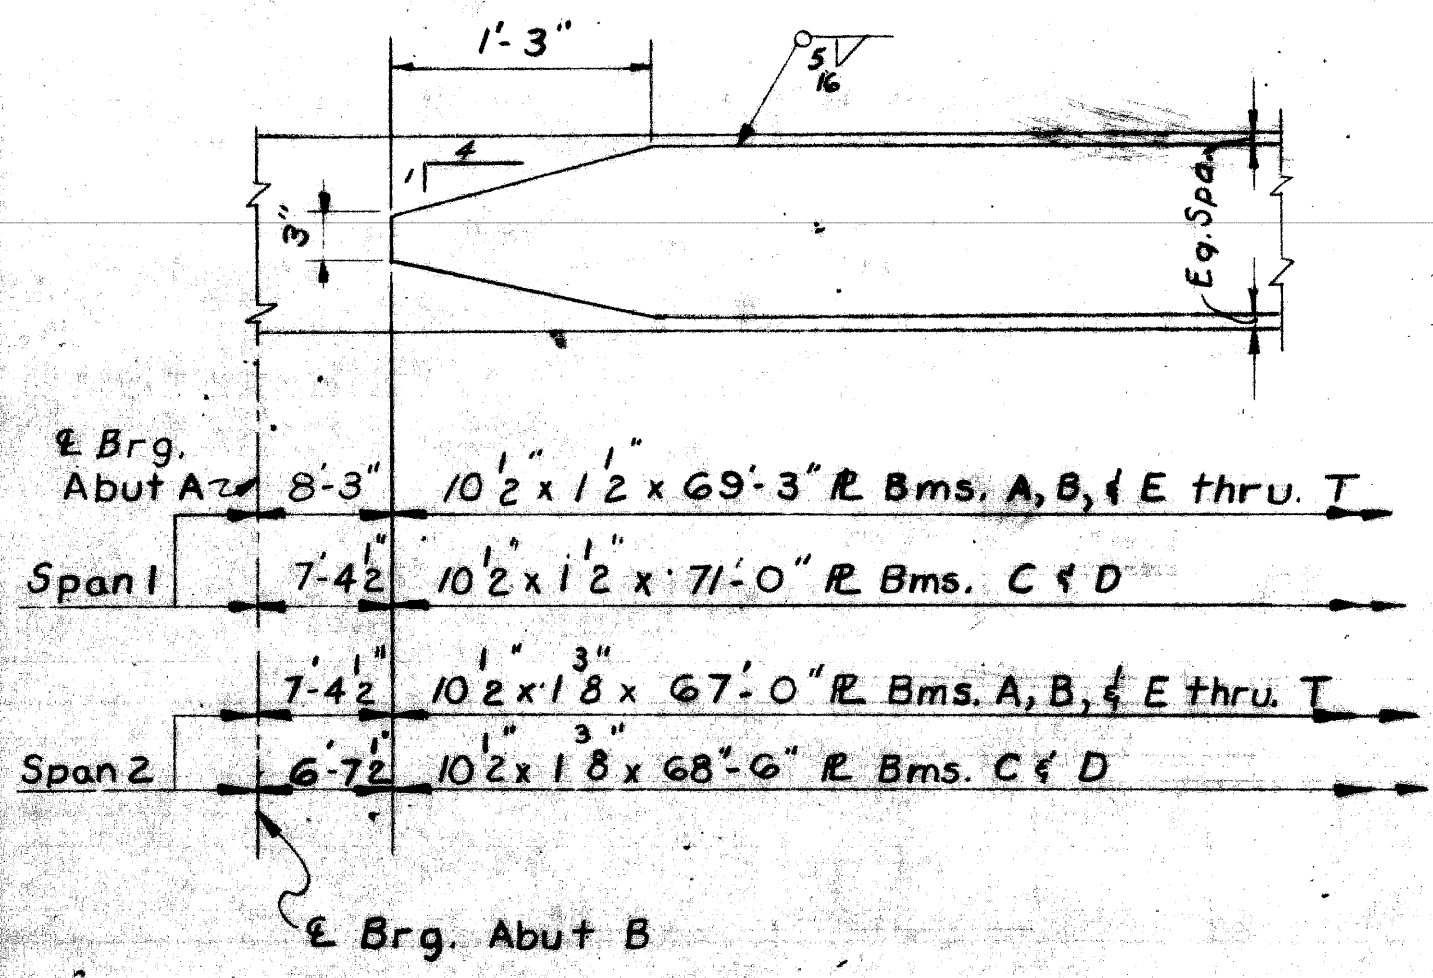 1'-3"
5/16
4
1
3"
Eq. Spa.
℄ Brg.
Abut A
8'-3" 10 1/2" x 1 1/2" x 69'-3" ℞ Bms. A, B, & E thru. T
Span 1
7'-4 1/2" 10 1/2" x 1 1/2" x 71'-0" ℞ Bms. C & D
7'-4 1/2" 10 1/2" x 1 3/8" x 67'-0" ℞ Bms. A, B, & E thru. T
Span 2
6'-7 1/2" 10 1/2" x 1 3/8" x 68"-6" ℞ Bms. C & D
℄ Brg. Abut B